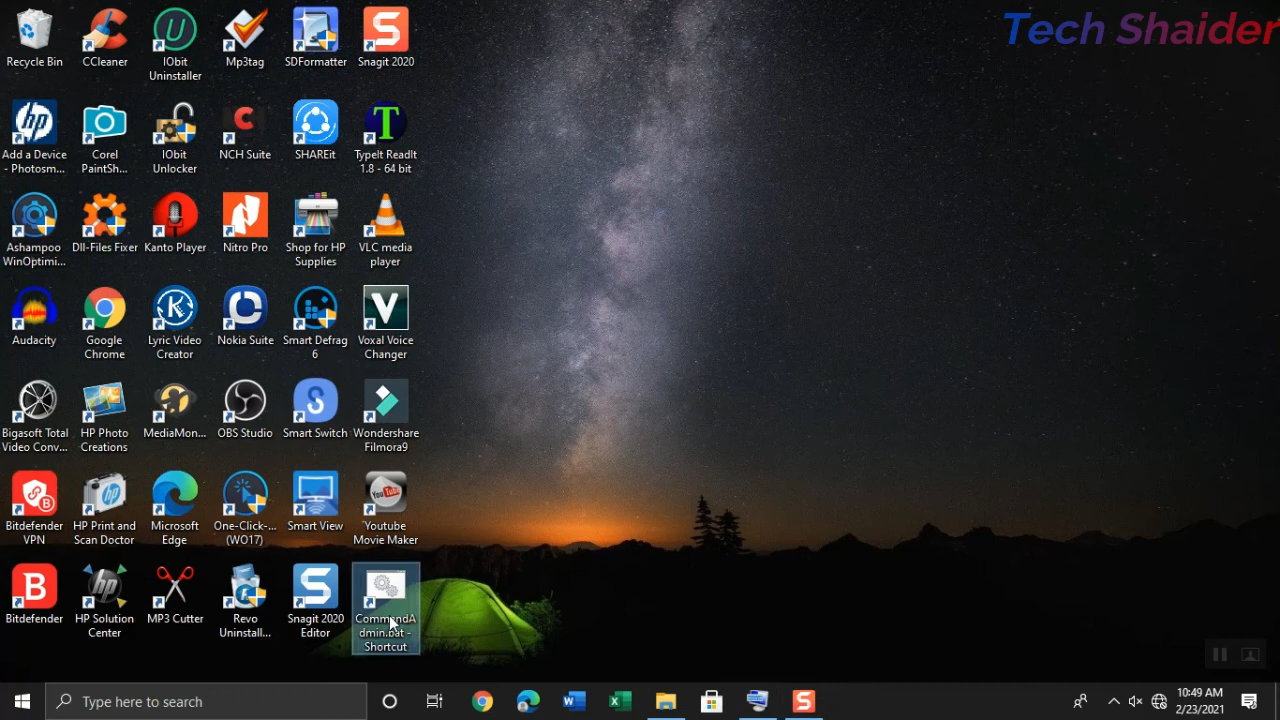 Tech Shaider
Recycle Bin
CCleaner
IObit
Uninstaller
Mp3tag
SDFormatter
Snagit 2020
Add a Device
- Photosm...
Corel
PaintSh...
IObit
Unlocker
NCH Suite
SHAREit
TypeIt ReadIt
1.8 - 64 bit
Ashampoo
WinOptimi...
Dll-Files Fixer
Kanto Player
Nitro Pro
Shop for HP
Supplies
VLC media
player
Audacity
Google
Chrome
Lyric Video
Creator
Nokia Suite
Smart Defrag
6
Voxal Voice
Changer
Bigasoft Total
Video Conv...
HP Photo
Creations
MediaMon...
OBS Studio
Smart Switch
Wondershare
Filmora9
Bitdefender
VPN
HP Print and
Scan Doctor
Microsoft
Edge
One-Click-...
(WO17)
Smart View
YouTube
Youtube
Movie Maker
Bitdefender
HP Solution
Center
MP3 Cutter
Revo
Uninstall...
Snagit 2020
Editor
CommandA
dmin.bat -
Shortcut
Type here to search
10:49 AM
2/23/2021